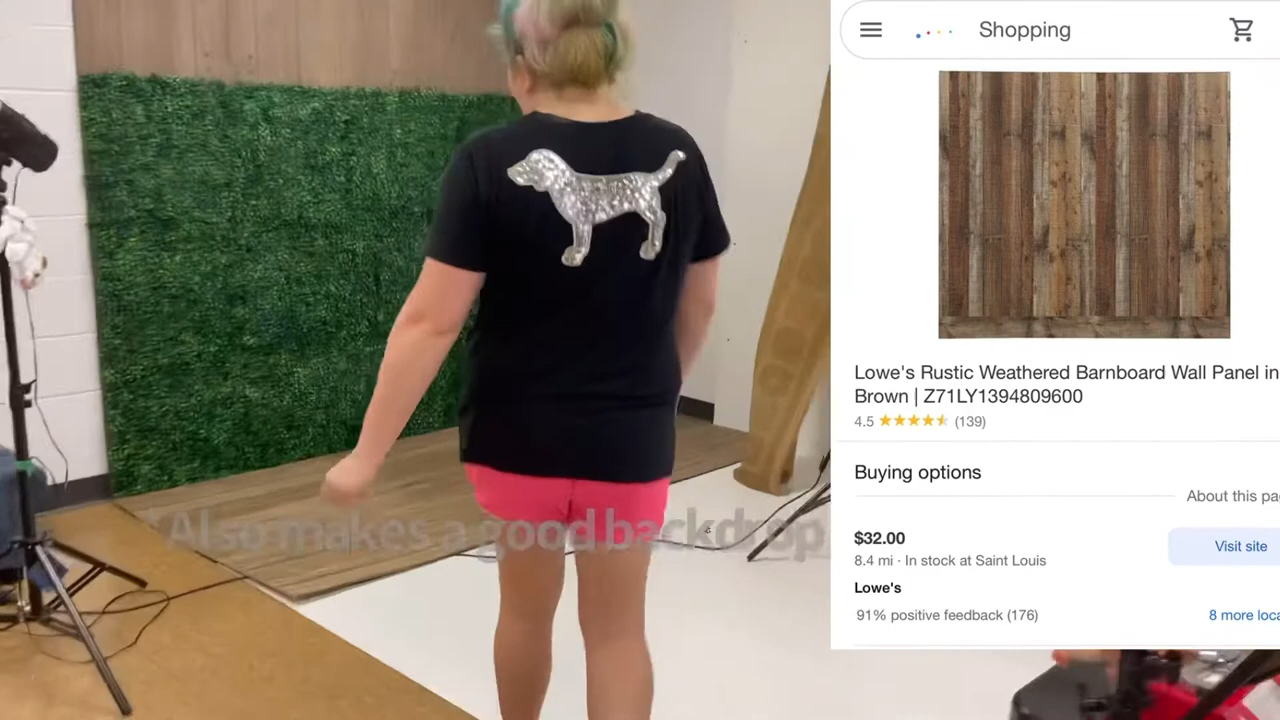 *Also makes a good backdrop
Shopping
Lowe's Rustic Weathered Barnboard Wall Panel in
Brown | Z71LY1394809600
4.5 (139)
Buying options
About this pa
$32.00
Visit site
8.4 mi · In stock at Saint Louis
Lowe's
91% positive feedback (176)
8 more loca